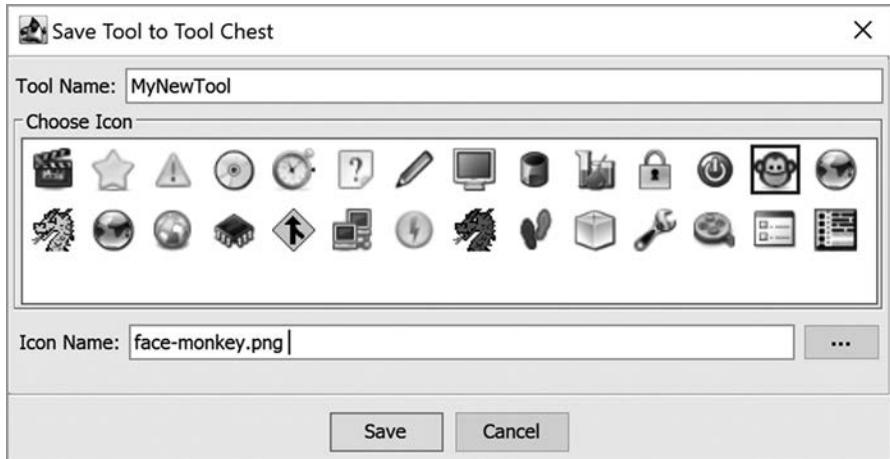 Save Tool to Tool Chest
Tool Name: MyNewTool
Choose Icon
?
Icon Name: face-monkey.png
...
Save Cancel